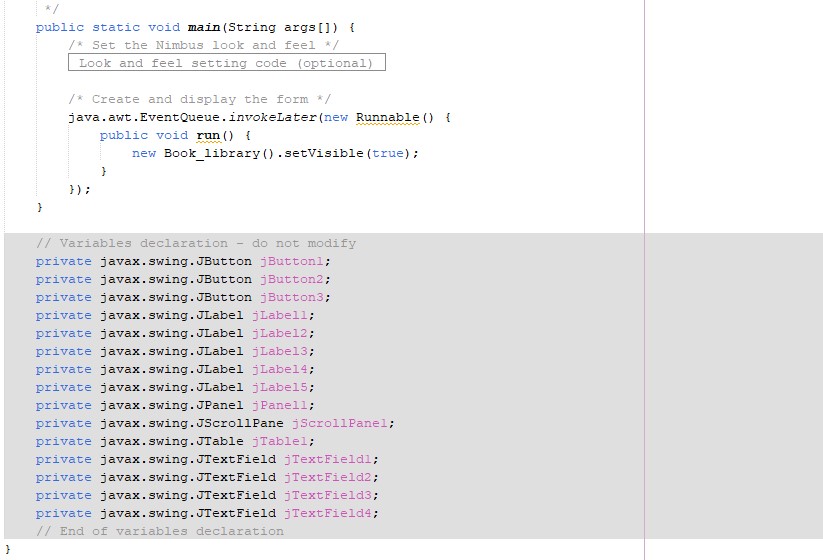 */
public static void main(String args[]) {
/* Set the Nimbus look and feel */
Look and feel setting code (optional)
/* Create and display the form */
java.awt.EventQueue.invokeLater(new Runnable() {
public void run() {
new Book_library().setVisible(true);
}
});
}
// Variables declaration - do not modify
private javax.swing.JButton jButton1;
private javax.swing.JButton jButton2;
private javax.swing.JButton jButton3;
private javax.swing.JLabel jLabel1;
private javax.swing.JLabel jLabel2;
private javax.swing.JLabel jLabel3;
private javax.swing.JLabel jLabel4;
private javax.swing.JLabel jLabel5;
private javax.swing.JPanel jPanel1;
private javax.swing.JScrollPane jScrollPane1;
private javax.swing.JTable jTable1;
private javax.swing.JTextField jTextField1;
private javax.swing.JTextField jTextField2;
private javax.swing.JTextField jTextField3;
private javax.swing.JTextField jTextField4;
// End of variables declaration
}